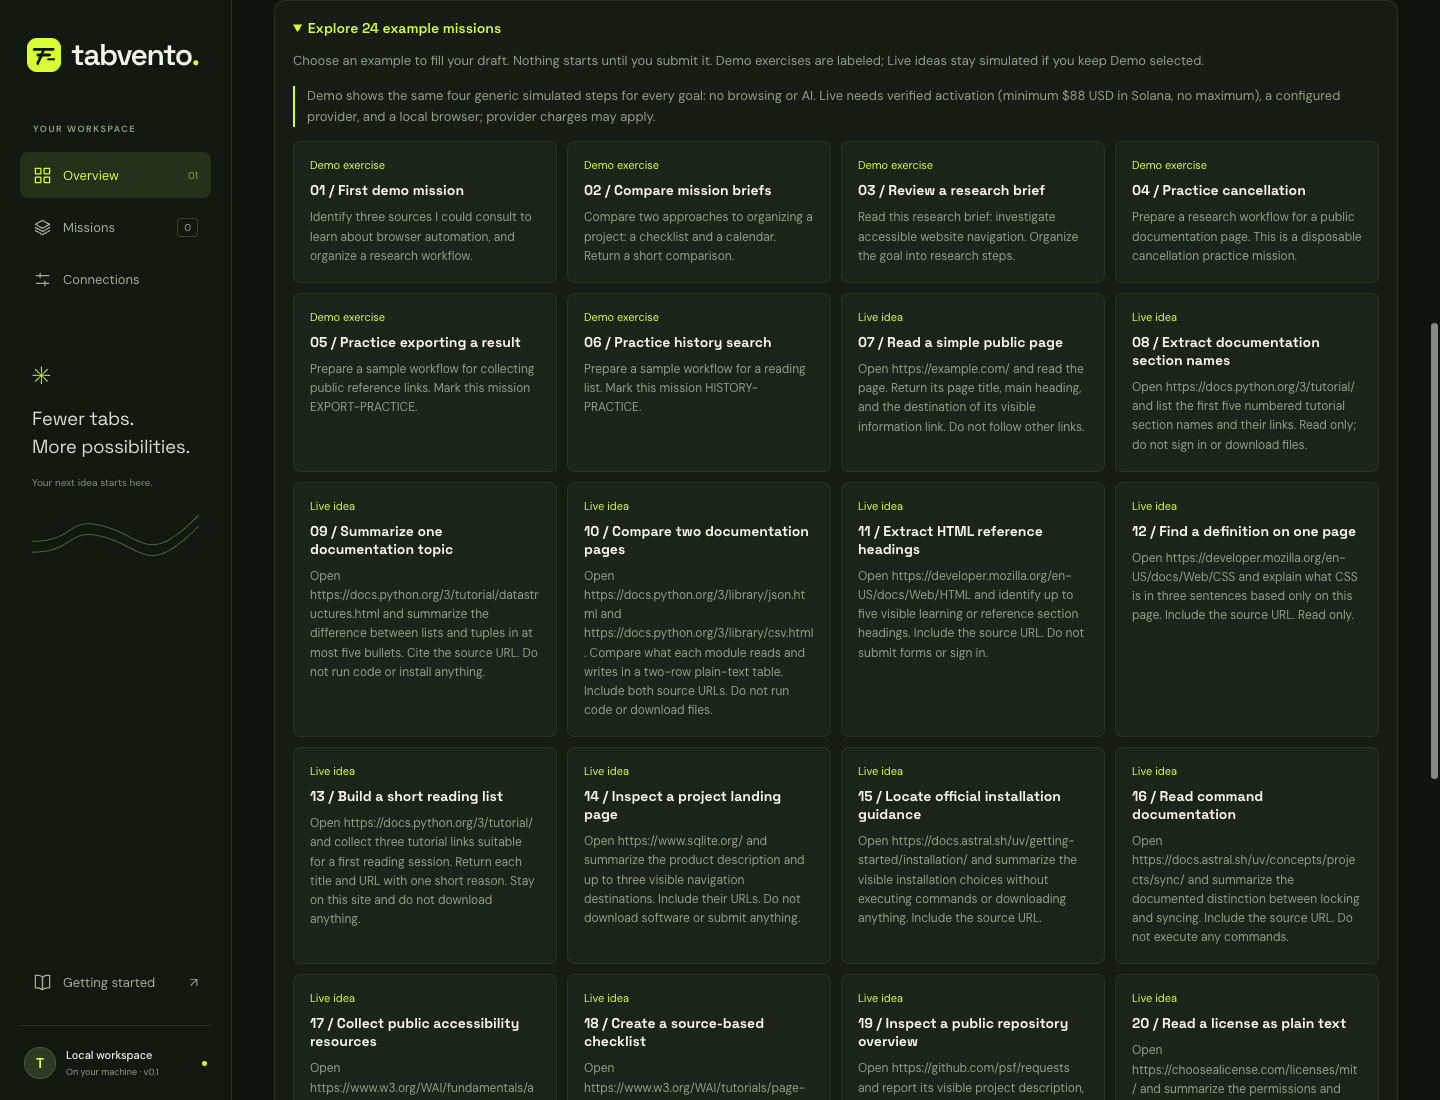 tabvento.
YOUR WORKSPACE
Overview 01
Missions 0
Connections
Fewer tabs.
More possibilities.
Your next idea starts here.
Getting started
T
Local workspace
On your machine · v0.1
▼ Explore 24 example missions
Choose an example to fill your draft. Nothing starts until you submit it. Demo exercises are labeled; Live ideas stay simulated if you keep Demo selected.
Demo shows the same four generic simulated steps for every goal: no browsing or AI. Live needs verified activation (minimum $88 USD in Solana, no maximum), a configured
provider, and a local browser; provider charges may apply.
Demo exercise
01 / First demo mission
Identify three sources I could consult to
learn about browser automation, and
organize a research workflow.
Demo exercise
02 / Compare mission briefs
Compare two approaches to organizing a
project: a checklist and a calendar.
Return a short comparison.
Demo exercise
03 / Review a research brief
Read this research brief: investigate
accessible website navigation. Organize
the goal into research steps.
Demo exercise
04 / Practice cancellation
Prepare a research workflow for a public
documentation page. This is a disposable
cancellation practice mission.
Demo exercise
05 / Practice exporting a result
Prepare a sample workflow for collecting
public reference links. Mark this mission
EXPORT-PRACTICE.
Demo exercise
06 / Practice history search
Prepare a sample workflow for a reading
list. Mark this mission HISTORY-
PRACTICE.
Live idea
07 / Read a simple public page
Open https://example.com/ and read the
page. Return its page title, main heading,
and the destination of its visible
information link. Do not follow other links.
Live idea
08 / Extract documentation
section names
Open https://docs.python.org/3/tutorial/
and list the first five numbered tutorial
section names and their links. Read only;
do not sign in or download files.
Live idea
09 / Summarize one
documentation topic
Open
https://docs.python.org/3/tutorial/datastr
uctures.html and summarize the
difference between lists and tuples in at
most five bullets. Cite the source URL. Do
not run code or install anything.
Live idea
10 / Compare two documentation
pages
Open
https://docs.python.org/3/library/json.ht
ml and
https://docs.python.org/3/library/csv.html
. Compare what each module reads and
writes in a two-row plain-text table.
Include both source URLs. Do not run
code or download files.
Live idea
11 / Extract HTML reference
headings
Open https://developer.mozilla.org/en-
US/docs/Web/HTML and identify up to
five visible learning or reference section
headings. Include the source URL. Do not
submit forms or sign in.
Live idea
12 / Find a definition on one page
Open https://developer.mozilla.org/en-
US/docs/Web/CSS and explain what CSS
is in three sentences based only on this
page. Include the source URL. Read only.
Live idea
13 / Build a short reading list
Open https://docs.python.org/3/tutorial/
and collect three tutorial links suitable
for a first reading session. Return each
title and URL with one short reason. Stay
on this site and do not download
anything.
Live idea
14 / Inspect a project landing
page
Open https://www.sqlite.org/ and
summarize the product description and
up to three visible navigation
destinations. Include their URLs. Do not
download software or submit anything.
Live idea
15 / Locate official installation
guidance
Open https://docs.astral.sh/uv/getting-
started/installation/ and summarize the
visible installation choices without
executing commands or downloading
anything. Include the source URL.
Live idea
16 / Read command
documentation
Open
https://docs.astral.sh/uv/concepts/proje
cts/sync/ and summarize the
documented distinction between locking
and syncing. Include the source URL. Do
not execute any commands.
Live idea
17 / Collect public accessibility
resources
Open
https://www.w3.org/WAI/fundamentals/a
Live idea
18 / Create a source-based
checklist
Open
https://www.w3.org/WAI/tutorials/page-
Live idea
19 / Inspect a public repository
overview
Open https://github.com/psf/requests
and report its visible project description,
Live idea
20 / Read a license as plain text
Open
https://choosealicense.com/licenses/mit
/ and summarize the permissions and